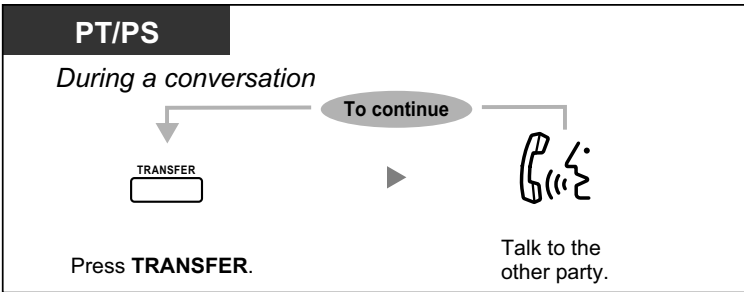 PT/PS
During a conversation
To continue
TRANSFER
Press TRANSFER.
Talk to the
other party.